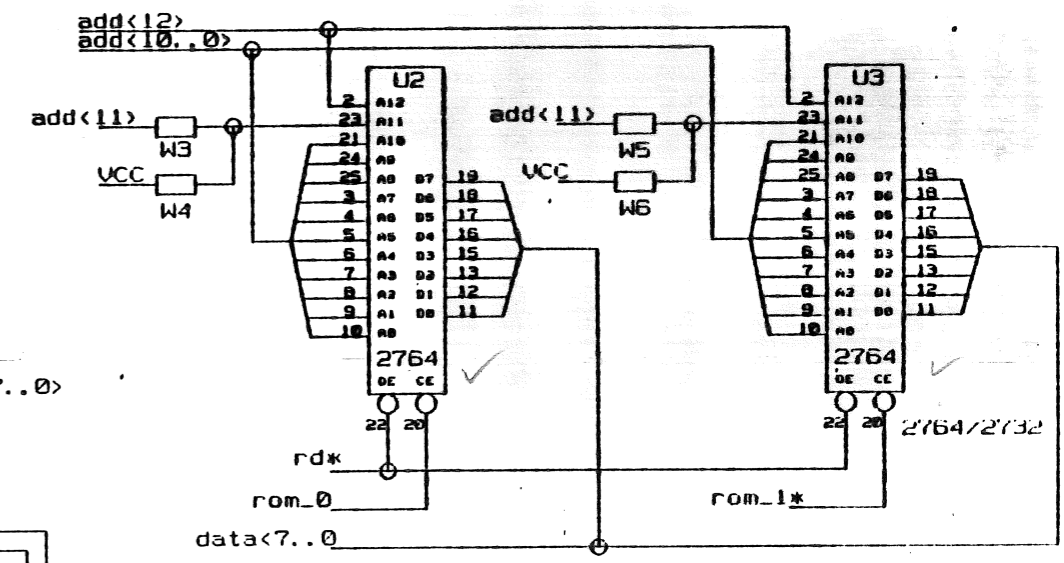 add<12>
add<10..0>
U2
2 A12
add<11> 23 A11
W3
21 A10
24 A9
VCC 25 A8 D7 19
W4
3 A7 D6 18
4 A6 D5 17
5 A5 D4 16
6 A4 D3 15
7 A3 D2 13
8 A2 D1 12
9 A1 D0 11
10 A0
2764
OE CE
22 20
U3
2 A12
add<11> 23 A11
W5
21 A10
24 A9
VCC 25 A8 D7 19
W6
3 A7 D6 18
4 A6 D5 17
5 A5 D4 16
6 A4 D3 15
7 A3 D2 13
8 A2 D1 12
9 A1 D0 11
10 A0
2764
OE CE
22 20
2764/2732
..0>
rd*
rom_0
rom_1*
data<7..0